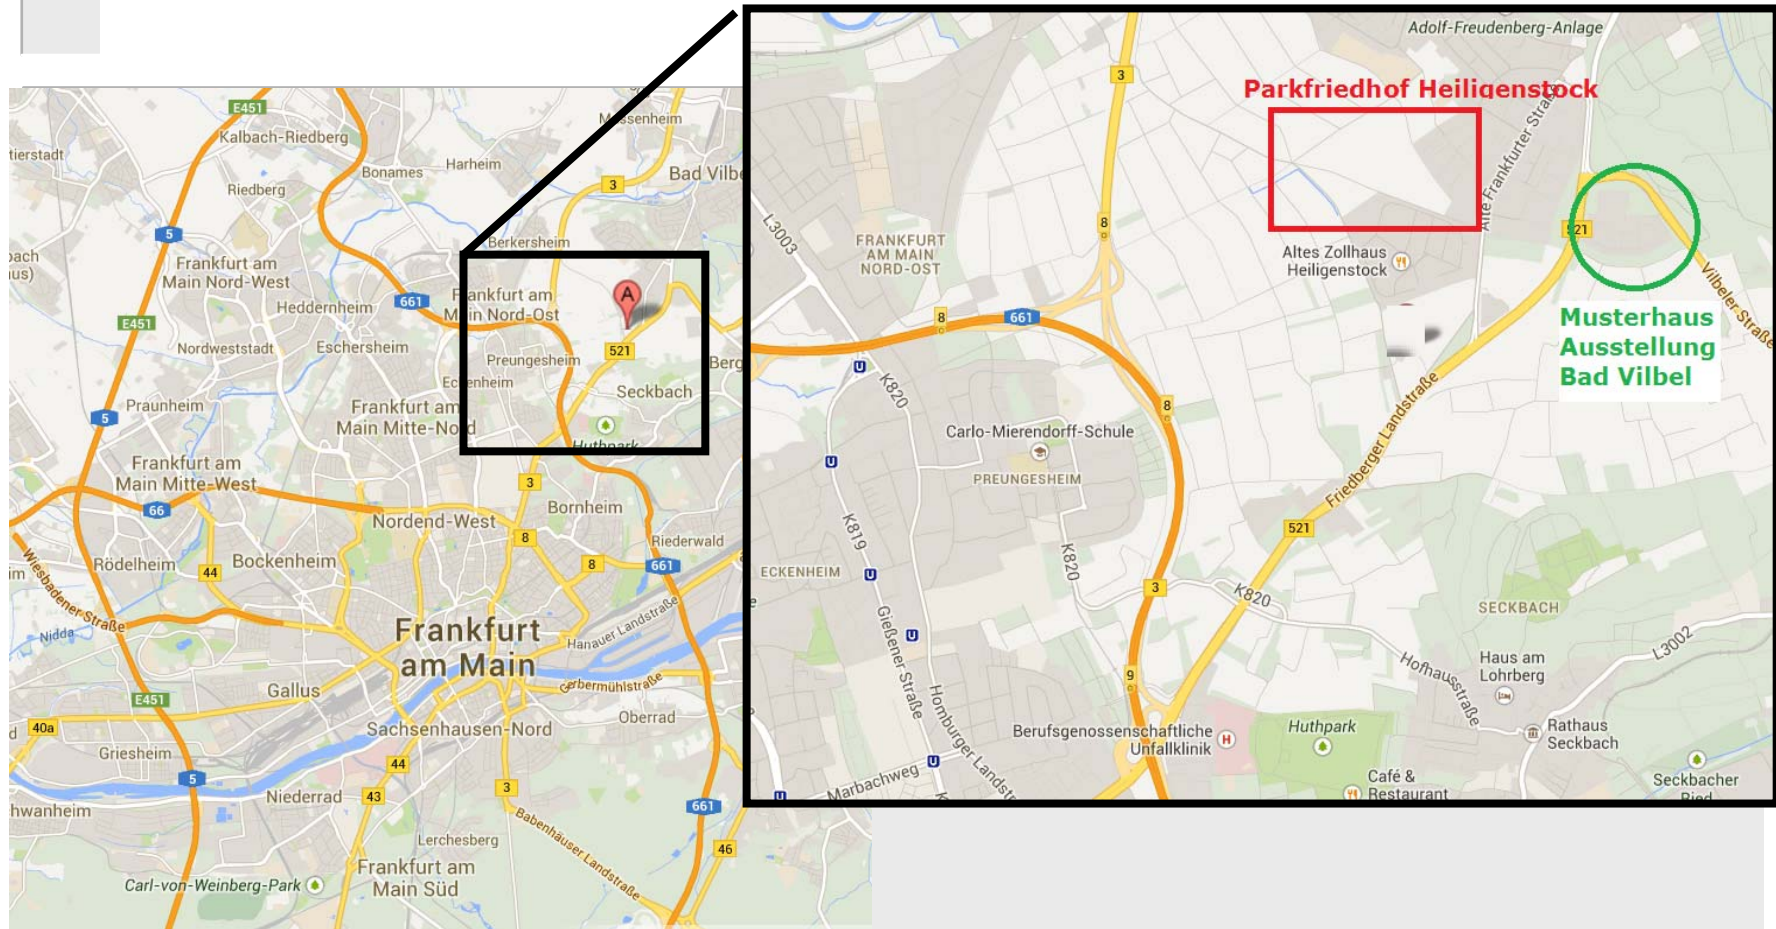 E451
Kalbach-Riedberg
Massenheim
tierstadt
Harheim
Bonames
Bad Vilbe
Riedberg
3
5
Berkersheim
Frankfurt am
Main Nord-West
Heddernheim
661
Frankfurt am
Main Nord-Ost
A
E451
Nordweststadt
Eschersheim
521
Preungesheim
Berg
Eckenheim
Seckbach
Praunheim
5
Frankfurt am
Main Mitte-Nord
Huthpark
Frankfurt am
Main Mitte-West
3
66
Nordend-West
Bornheim
8
Riederwald
Rödelheim
44
Bockenheim
8
661
Wiesbadener Straße
Nidda
Hanauer Landstraße
Frankfurt
am Main
Gallus
Gerbermühlstraße
E451
40a
Sachsenhausen-Nord
Oberrad
Griesheim
44
5
Niederrad
43
3
661
hwanheim
Babenhäuser Landstraße
Lerchesberg
46
Frankfurt am
Main Süd
Carl-von-Weinberg-Park
Adolf-Freudenberg-Anlage
3
Parkfriedhof Heiligenstock
Alte Frankfurter Straße
L3003
8
521
FRANKFURT
AM MAIN
NORD-OST
Altes Zollhaus
Heiligenstock
Vilbeler Straße
8
661
Musterhaus
Ausstellung
Bad Vilbel
U
K820
8
Friedberger Landstraße
Carlo-Mierendorff-Schule
U
PREUNGESHEIM
521
K819
K820
ECKENHEIM
U
3
K820
SECKBACH
Gießener Straße
U
L3002
Hofhausstraße
Haus am
Lohrberg
9
Homburger Landstr
Berufsgenossenschaftliche
Unfallklinik
H
Huthpark
Rathaus
Seckbach
U
Marbachweg
Café &
Restaurant
Seckbacher
Ried
U